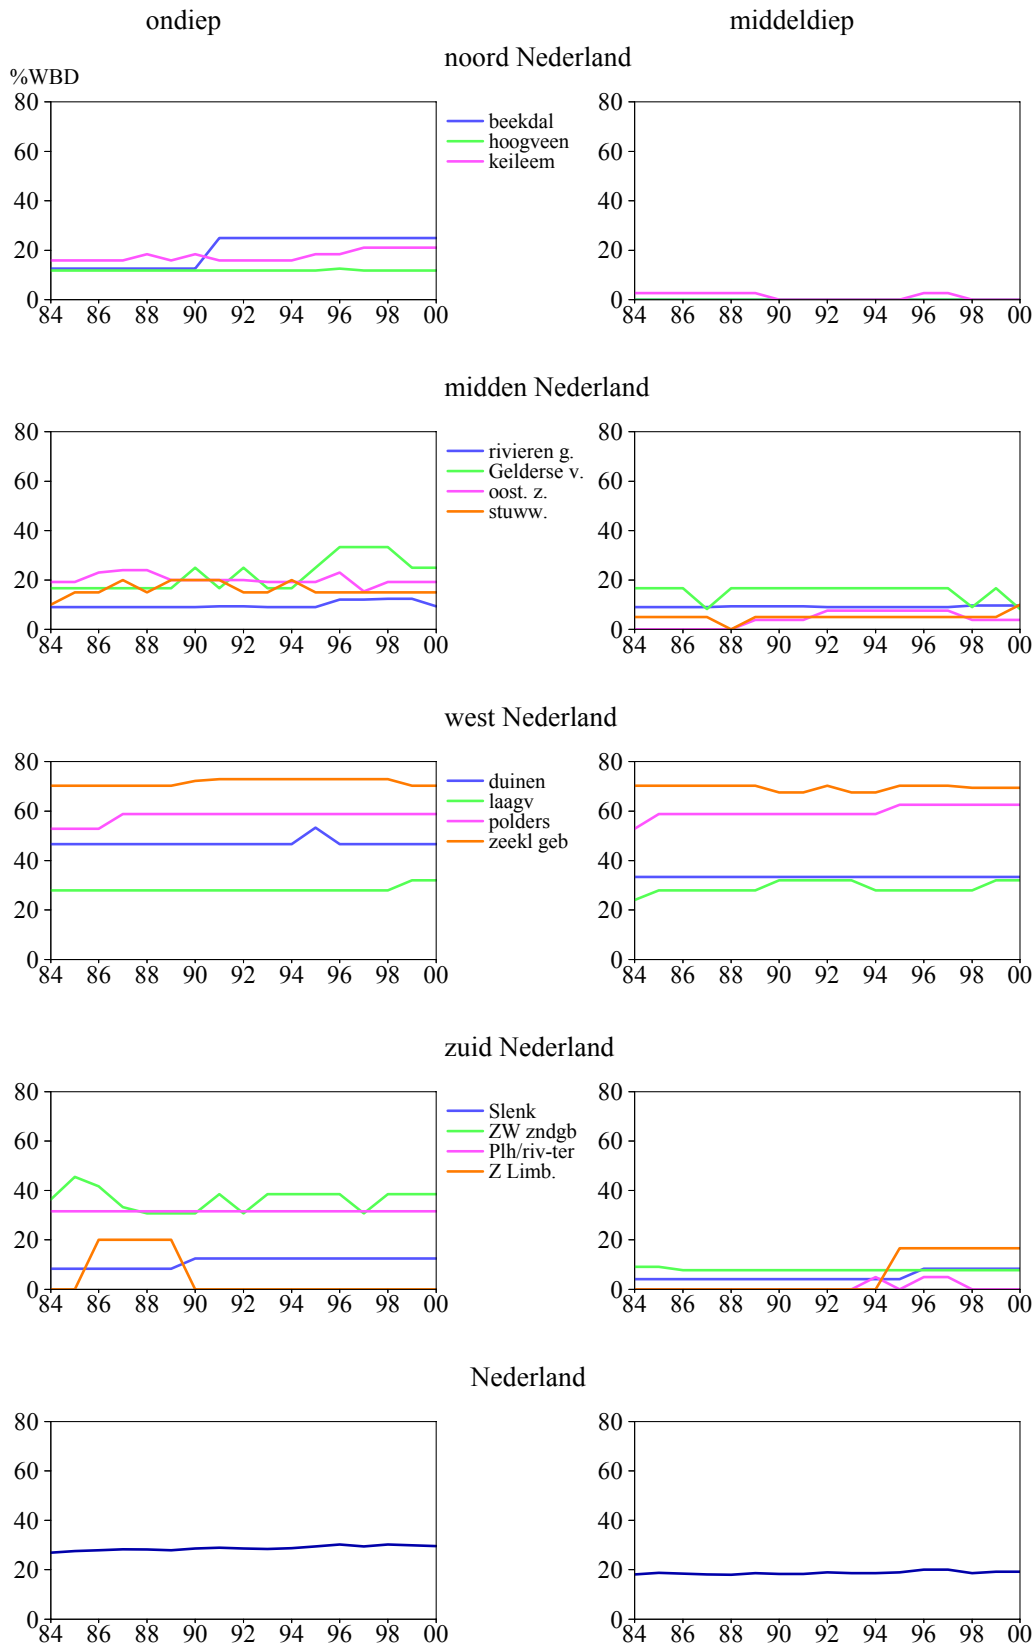 ondiep middeldiep
noord Nederland
%WBD
80 80
60 60
40 40
20 20
0 0
beekdal
hoogveen
keileem
84 86 88 90 92 94 96 98 00 84 86 88 90 92 94 96 98 00
midden Nederland
80 80
60 60
40 40
20 20
0 0
rivieren g.
Gelderse v.
oost. z.
stuww.
84 86 88 90 92 94 96 98 00 84 86 88 90 92 94 96 98 00
west Nederland
80 80
60 60
40 40
20 20
0 0
duinen
laagv
polders
zeekl geb
84 86 88 90 92 94 96 98 00 84 86 88 90 92 94 96 98 00
zuid Nederland
80 80
60 60
40 40
20 20
0 0
Slenk
ZW zndgb
Plh/riv-ter
Z Limb.
84 86 88 90 92 94 96 98 00 84 86 88 90 92 94 96 98 00
Nederland
80 80
60 60
40 40
20 20
0 0
84 86 88 90 92 94 96 98 00 84 86 88 90 92 94 96 98 00